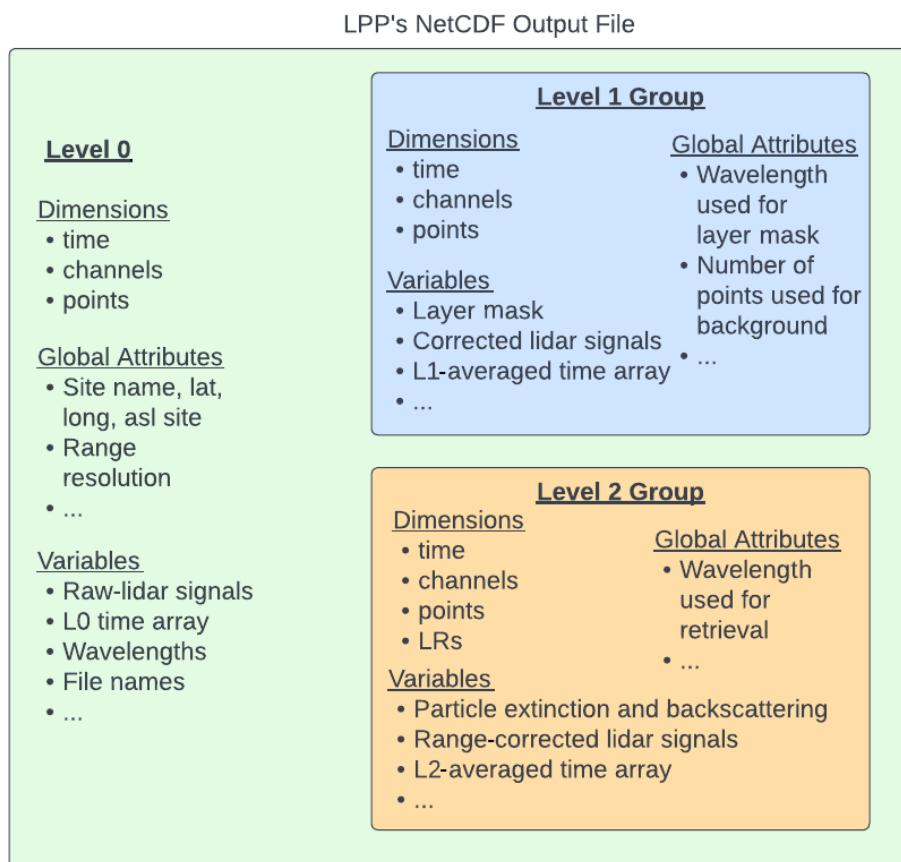 LPP's NetCDF Output File
Level 0
Dimensions
• time
• channels
• points
Global Attributes
• Site name, lat,
long, asl site
• Range
resolution
• ...
Variables
• Raw-lidar signals
• L0 time array
• Wavelengths
• File names
• ...
Level 1 Group
Dimensions
• time
• channels
• points
Variables
• Layer mask
• Corrected lidar signals
• L1-averaged time array
• ...
Global Attributes
• Wavelength
used for
layer mask
• Number of
points used for
background
• ...
Level 2 Group
Dimensions
• time
• channels
• points
• LRs
Global Attributes
• Wavelength
used for
retrieval
• ...
Variables
• Particle extinction and backscattering
• Range-corrected lidar signals
• L2-averaged time array
• ...